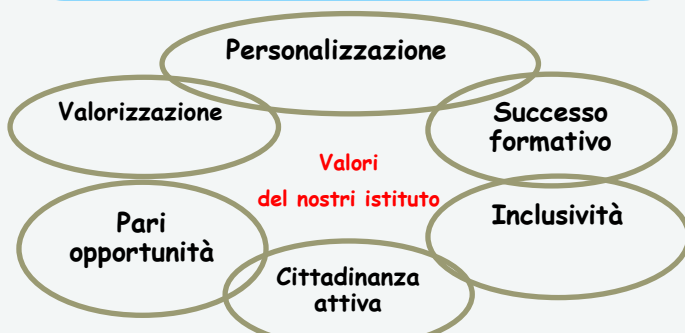 Personalizzazione
Valorizzazione
Successo
formativo
Valori
del nostri istituto
Inclusività
Pari
opportunità
Cittadinanza
attiva